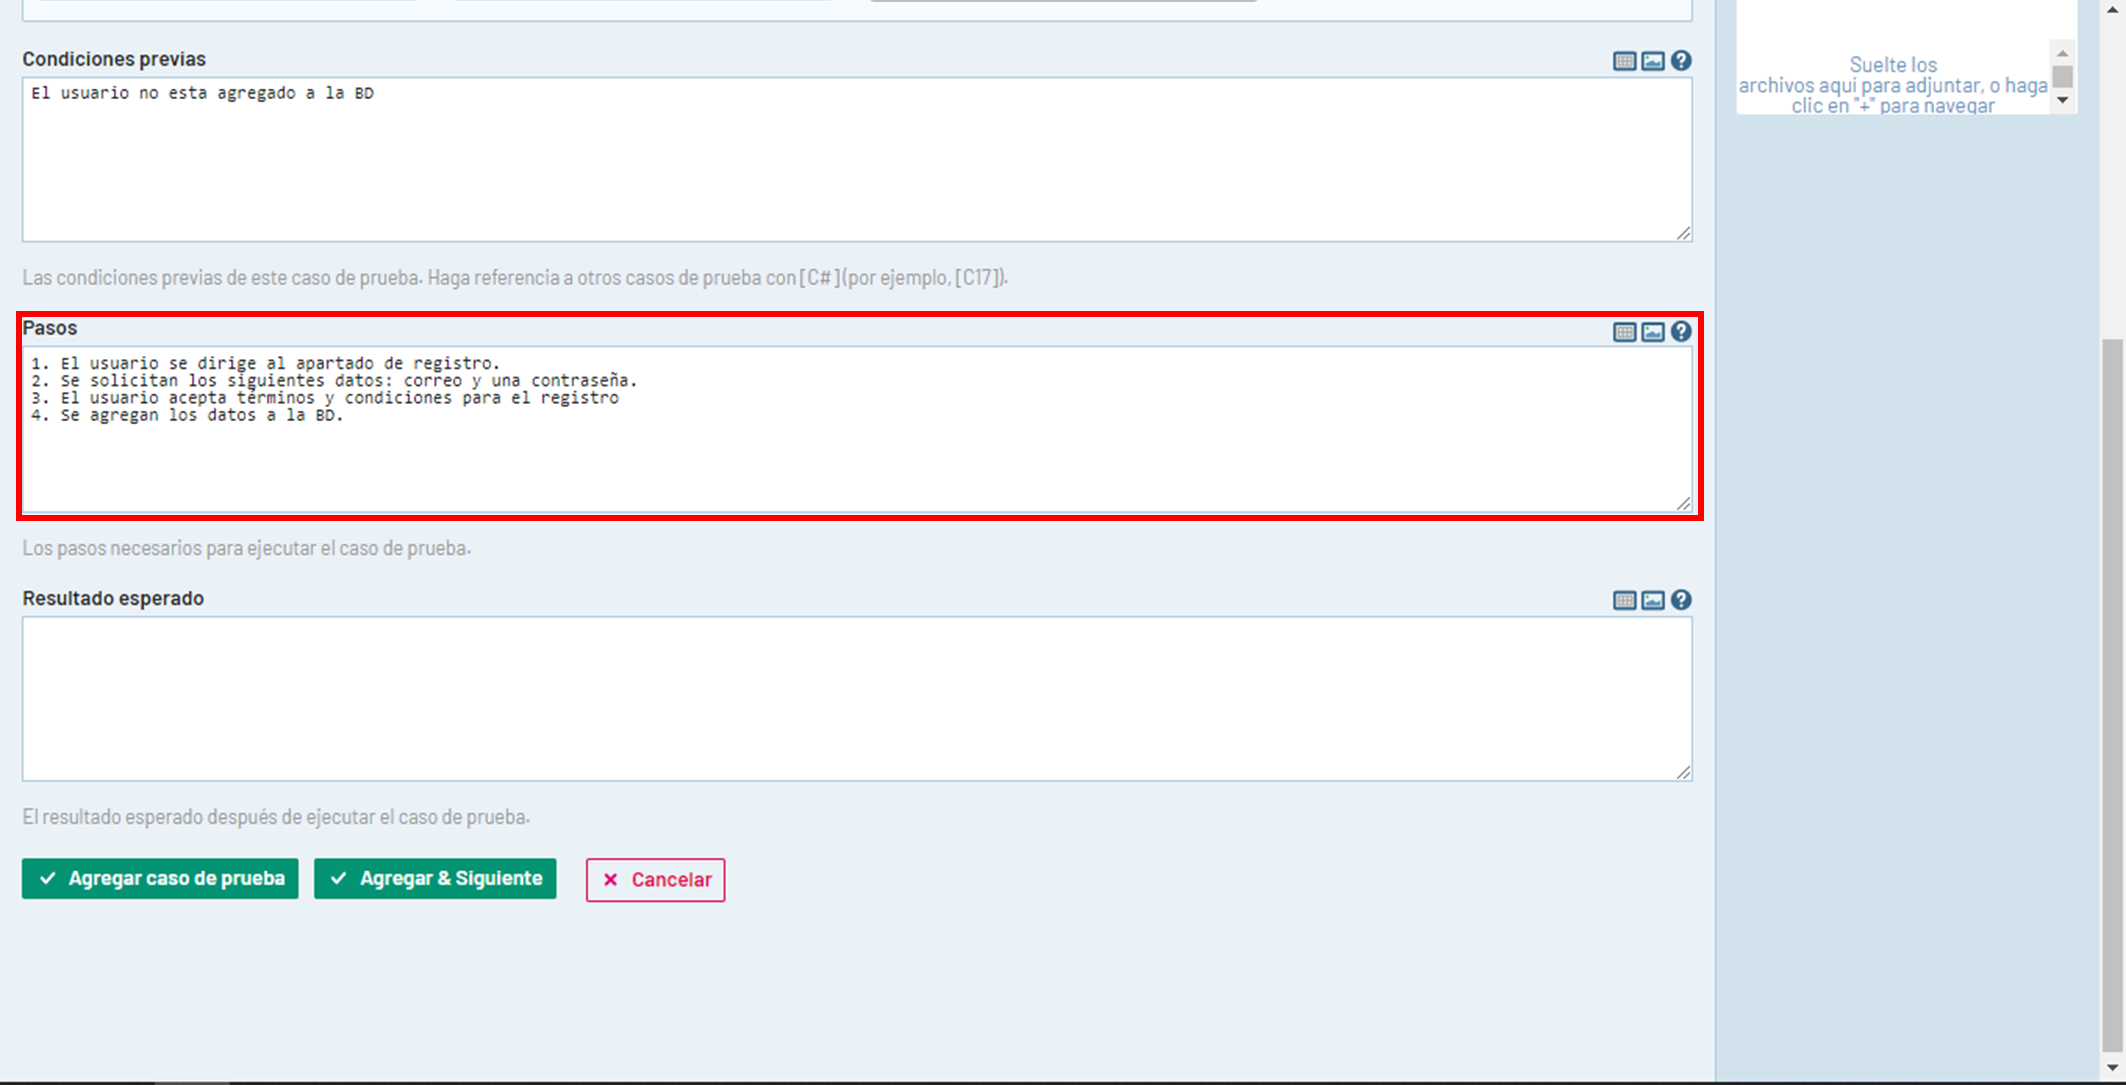 Condiciones previas
El usuario no esta agregado a la BD
Las condiciones previas de este caso de prueba. Haga referencia a otros casos de prueba con [C#](por ejemplo, [C17]).
Pasos
1. El usuario se dirige al apartado de registro.
2. Se solicitan los siguientes datos: correo y una contraseña.
3. El usuario acepta términos y condiciones para el registro
4. Se agregan los datos a la BD.
Los pasos necesarios para ejecutar el caso de prueba.
Resultado esperado
El resultado esperado después de ejecutar el caso de prueba.
Agregar caso de prueba
Agregar & Siguiente
Cancelar
Suelte los
archivos aquí para adjuntar, o haga
clic en "+" para navegar